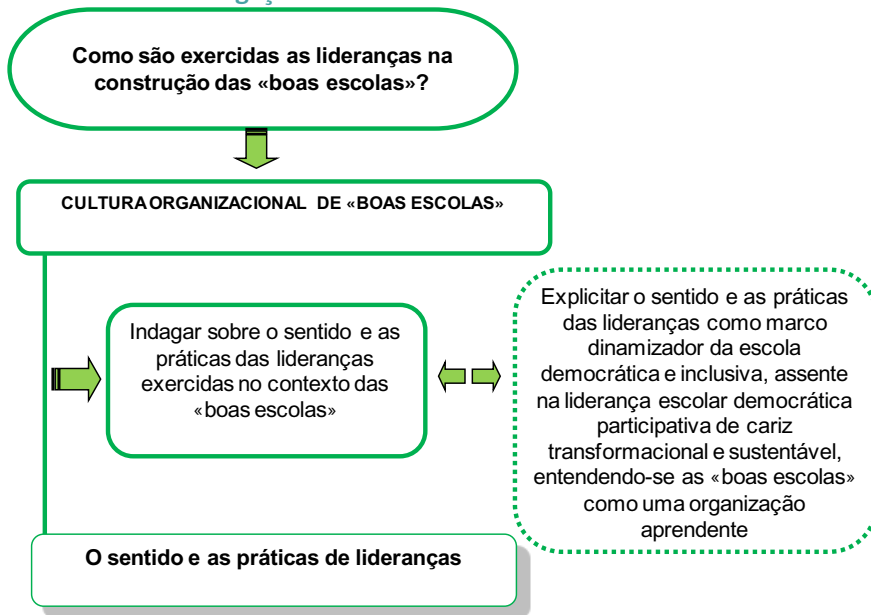 Como são exercidas as lideranças na
construção das «boas escolas»?
CULTURA ORGANIZACIONAL DE «BOAS ESCOLAS»
Indagar sobre o sentido e as
práticas das lideranças
exercidas no contexto das
«boas escolas»
Explicitar o sentido e as práticas
das lideranças como marco
dinamizador da escola
democrática e inclusiva, assente
na liderança escolar democrática
participativa de cariz
transformacional e sustentável,
entendendo-se as «boas escolas»
como uma organização
aprendente
O sentido e as práticas de lideranças